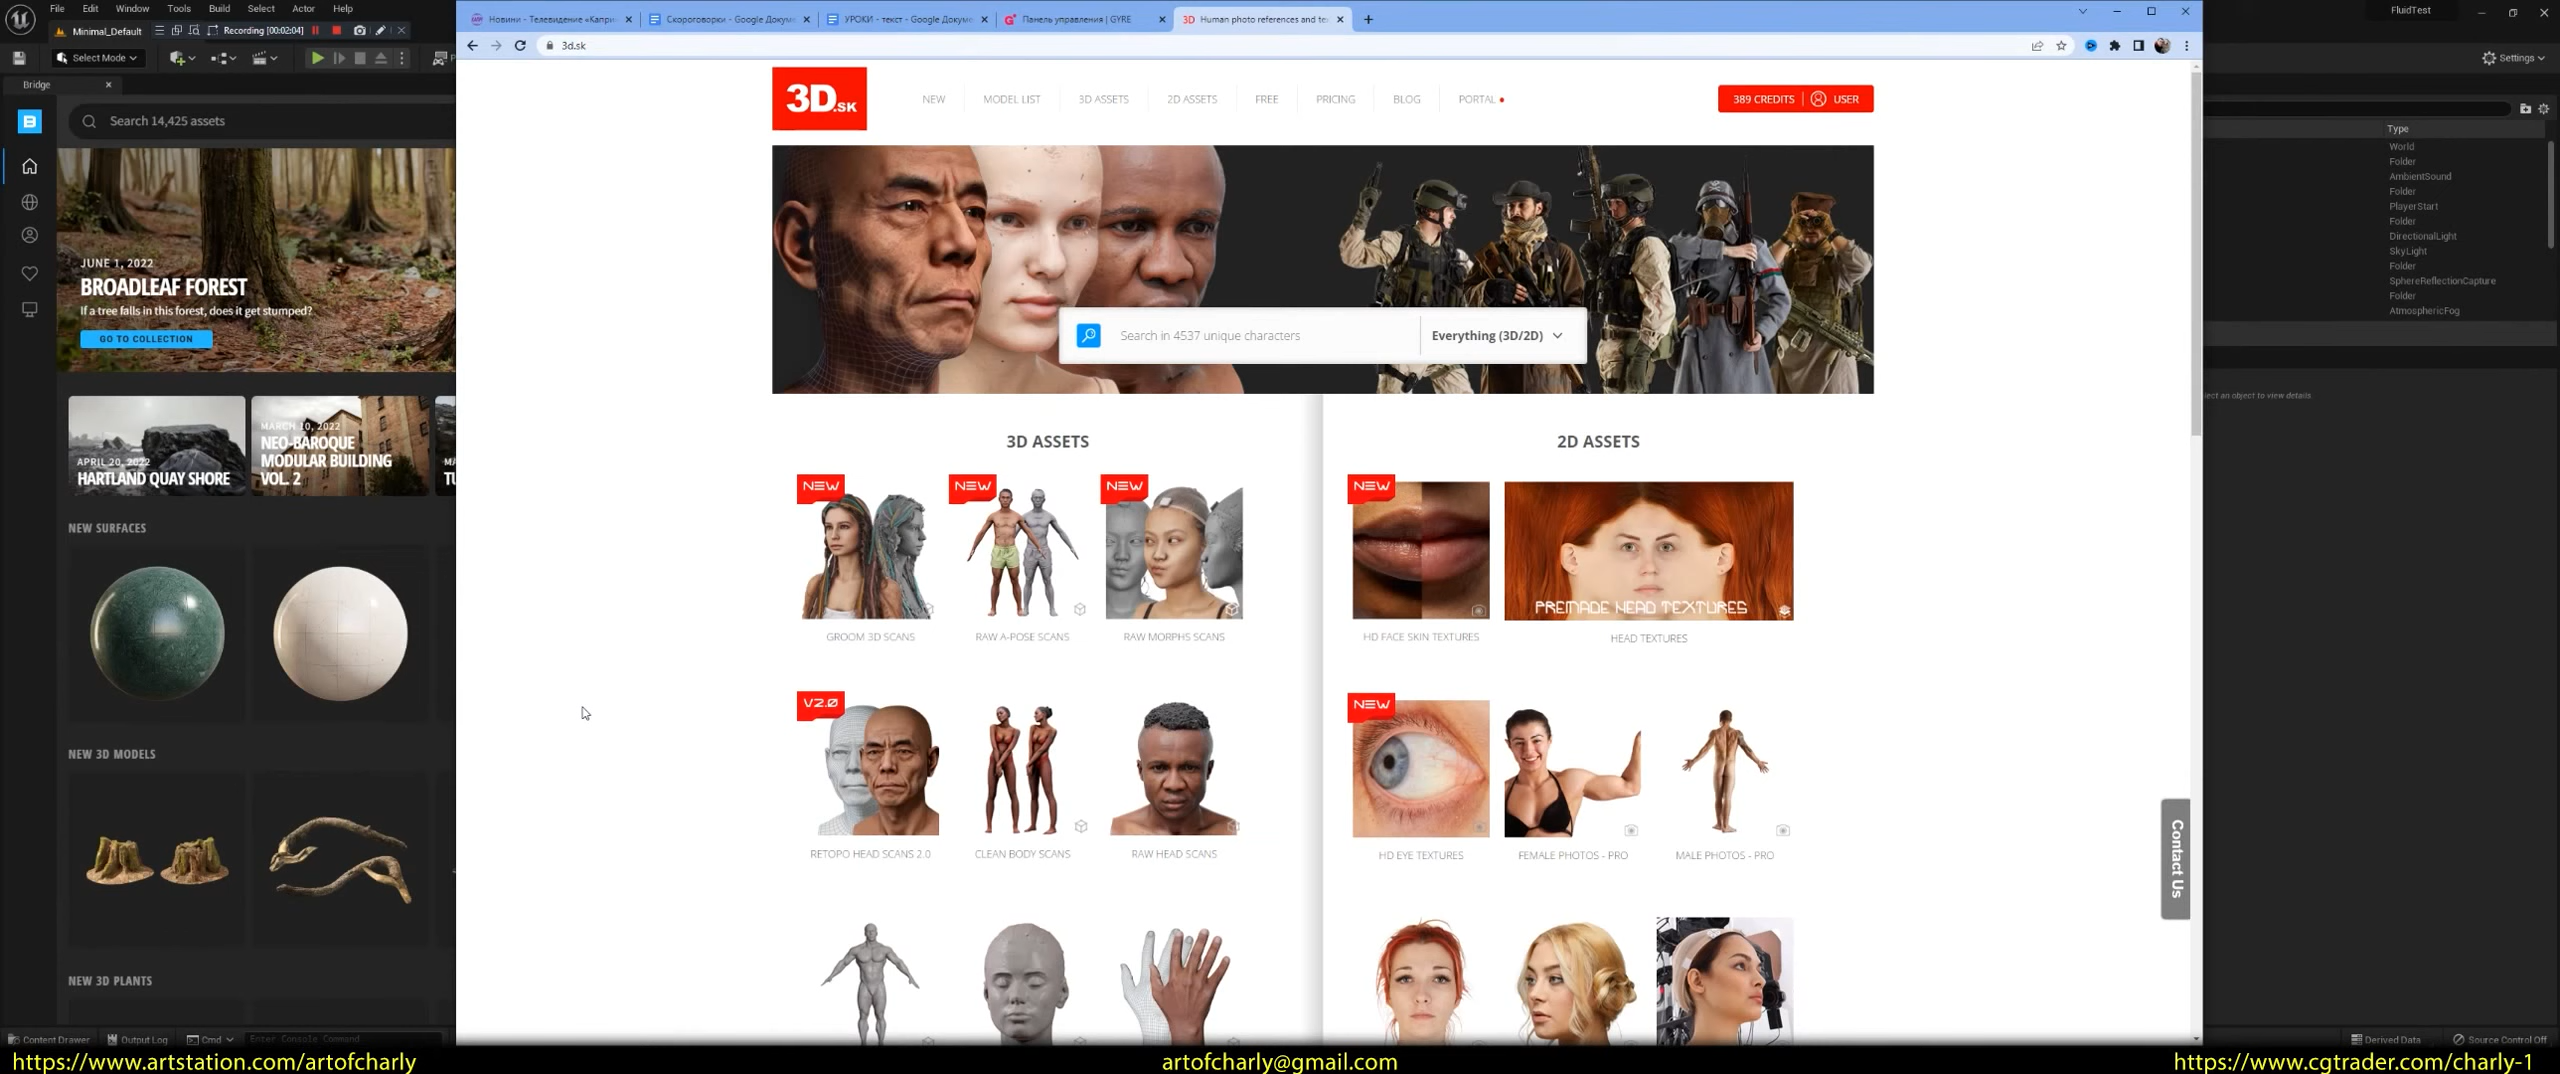 File Edit Window Tools Build Select Actor Help
Minimal_Default
Recording [00:02:04]
Select Mode
Bridge
Search 14,425 assets
JUNE 1, 2022
BROADLEAF FOREST
If a tree falls in this forest, does it get stumped?
GO TO COLLECTION
APRIL 20, 2022
HARTLAND QUAY SHORE
MARCH 10, 2022
NEO-BAROQUE
MODULAR BUILDING
VOL. 2
NEW SURFACES
NEW 3D MODELS
NEW 3D PLANTS
Content Drawer Output Log Cmd Enter Console Command
Новини - Телевидение «Капри
Скороговорки - Google Докуме
УРОКИ - текст - Google Докуме
Панель управления | GYRE
3D Human photo references and te
3d.sk
3D.SK
NEW MODEL LIST 3D ASSETS 2D ASSETS FREE PRICING BLOG PORTAL
389 CREDITS USER
Search in 4537 unique characters
Everything (3D/2D)
3D ASSETS
NEW NEW NEW
GROOM 3D SCANS RAW A-POSE SCANS RAW MORPHS SCANS
V2.0
RETOPO HEAD SCANS 2.0 CLEAN BODY SCANS RAW HEAD SCANS
2D ASSETS
NEW
PREMADE HEAD TEXTURES
HD FACE SKIN TEXTURES HEAD TEXTURES
NEW
HD EYE TEXTURES FEMALE PHOTOS - PRO MALE PHOTOS - PRO
Contact Us
FluidTest
Settings
Type
World
Folder
AmbientSound
Folder
PlayerStart
Folder
DirectionalLight
SkyLight
Folder
SphereReflectionCapture
Folder
AtmosphericFog
an object to view details.
Derived Data Source Control Off
https://www.artstation.com/artofcharly
artofcharly@gmail.com
https://www.cgtrader.com/charly-1